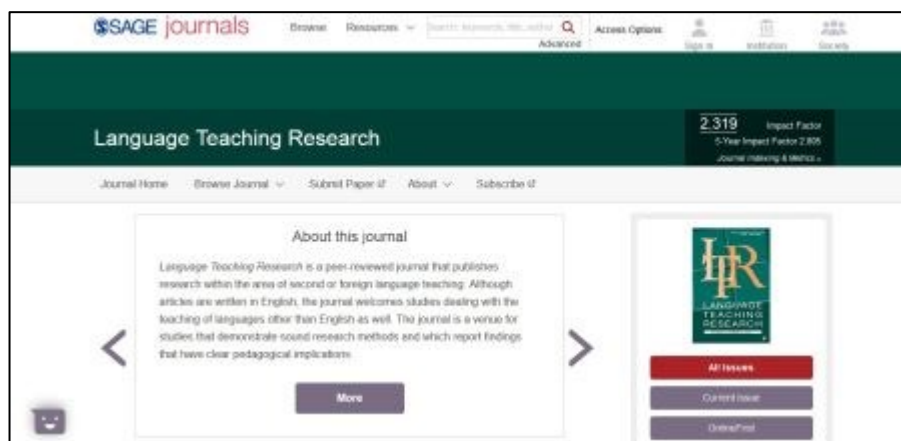 SAGE journals
Browse
Resources
Search keywords, title, author
Advanced
Access Options
Sign In
Institution
Society
Language Teaching Research
2.319 Impact Factor
5-Year Impact Factor
Journal Indexing & Metrics »
Journal Home
Browse Journal
Submit Paper
About
Subscribe
About this journal
Language Teaching Research is a peer-reviewed journal that publishes
research within the area of second or foreign language teaching. Although
articles are written in English, the journal welcomes studies dealing with the
teaching of languages other than English as well. The journal is a venue for
studies that demonstrate sound research methods and which report findings
that have clear pedagogical implications.
More
LTR
LANGUAGE
TEACHING
RESEARCH
All Issues
Current Issue
OnlineFirst